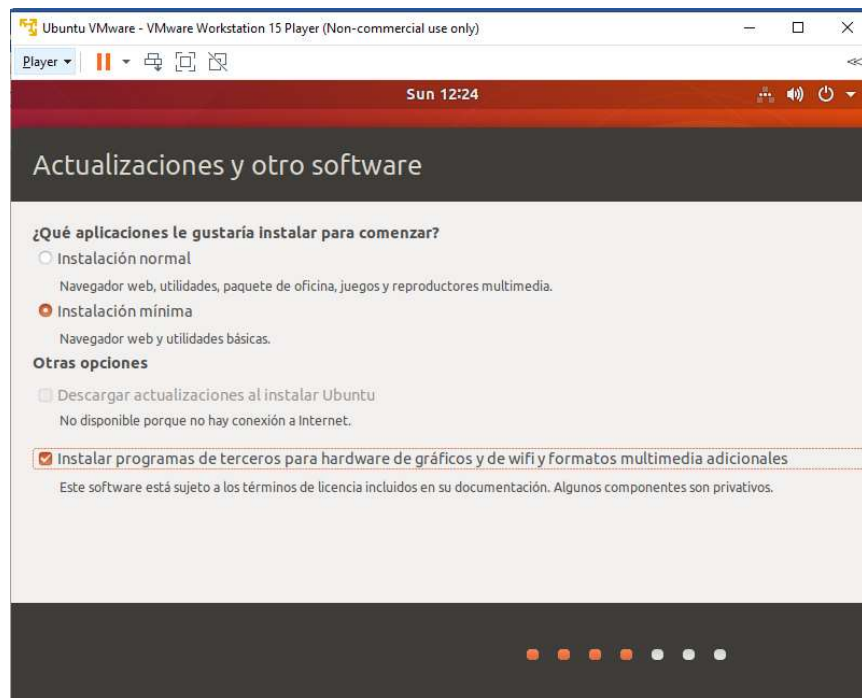 Ubuntu VMware - VMware Workstation 15 Player (Non-commercial use only)
Player
Sun 12:24
Actualizaciones y otro software
¿Qué aplicaciones le gustaría instalar para comenzar?
Instalación normal
Navegador web, utilidades, paquete de oficina, juegos y reproductores multimedia.
Instalación mínima
Navegador web y utilidades básicas.
Otras opciones
Descargar actualizaciones al instalar Ubuntu
No disponible porque no hay conexión a Internet.
Instalar programas de terceros para hardware de gráficos y de wifi y formatos multimedia adicionales
Este software está sujeto a los términos de licencia incluidos en su documentación. Algunos componentes son privativos.